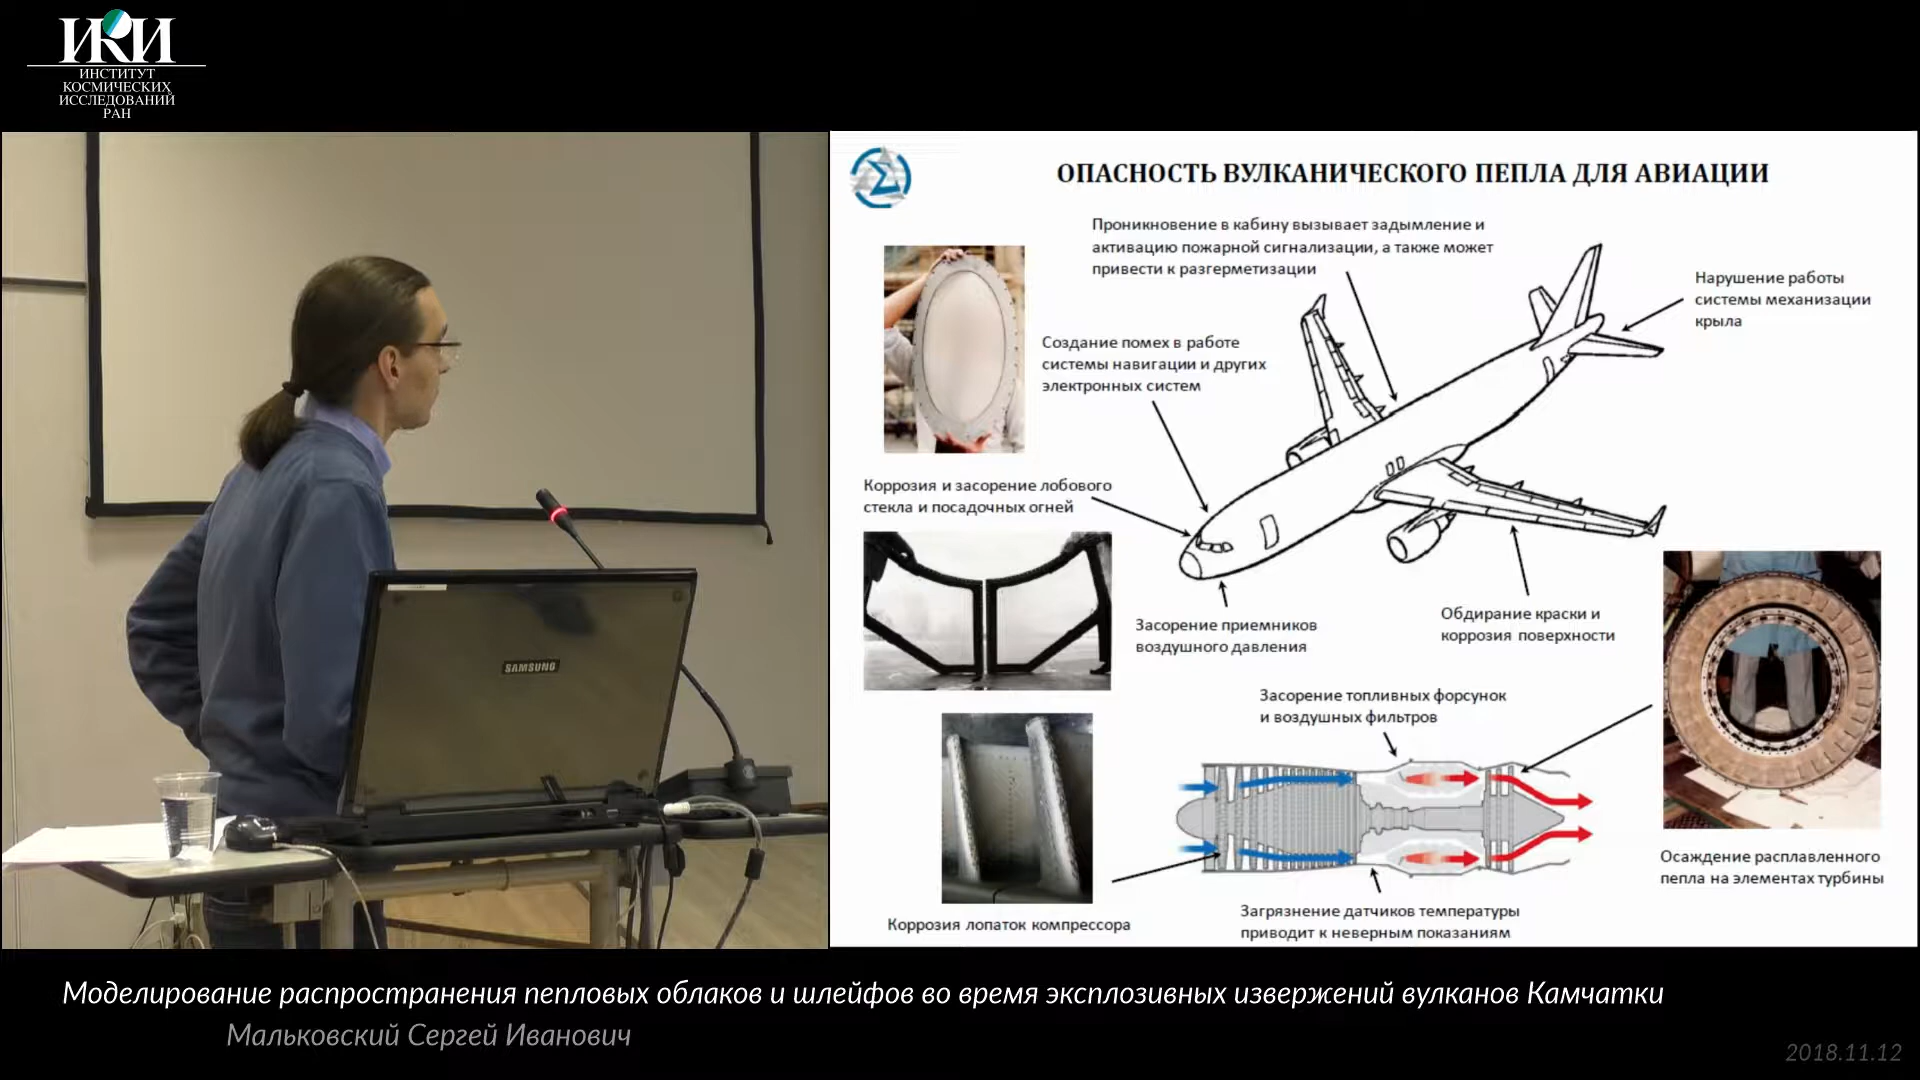 ИКИ
ИНСТИТУТ
КОСМИЧЕСКИХ
ИССЛЕДОВАНИЙ
РАН
SAMSUNG
ОПАСНОСТЬ ВУЛКАНИЧЕСКОГО ПЕПЛА ДЛЯ АВИАЦИИ
Проникновение в кабину вызывает задымление и
активацию пожарной сигнализации, а также может
привести к разгерметизации
Нарушение работы
системы механизации
крыла
Создание помех в работе
системы навигации и других
электронных систем
Коррозия и засорение лобового
стекла и посадочных огней
Засорение приемников
воздушного давления
Обдирание краски и
коррозия поверхности
Засорение топливных форсунок
и воздушных фильтров
Осаждение расплавленного
пепла на элементах турбины
Коррозия лопаток компрессора
Загрязнение датчиков температуры
приводит к неверным показаниям
Моделирование распространения пепловых облаков и шлейфов во время эксплозивных извержений вулканов Камчатки
Мальковский Сергей Иванович
2018.11.12